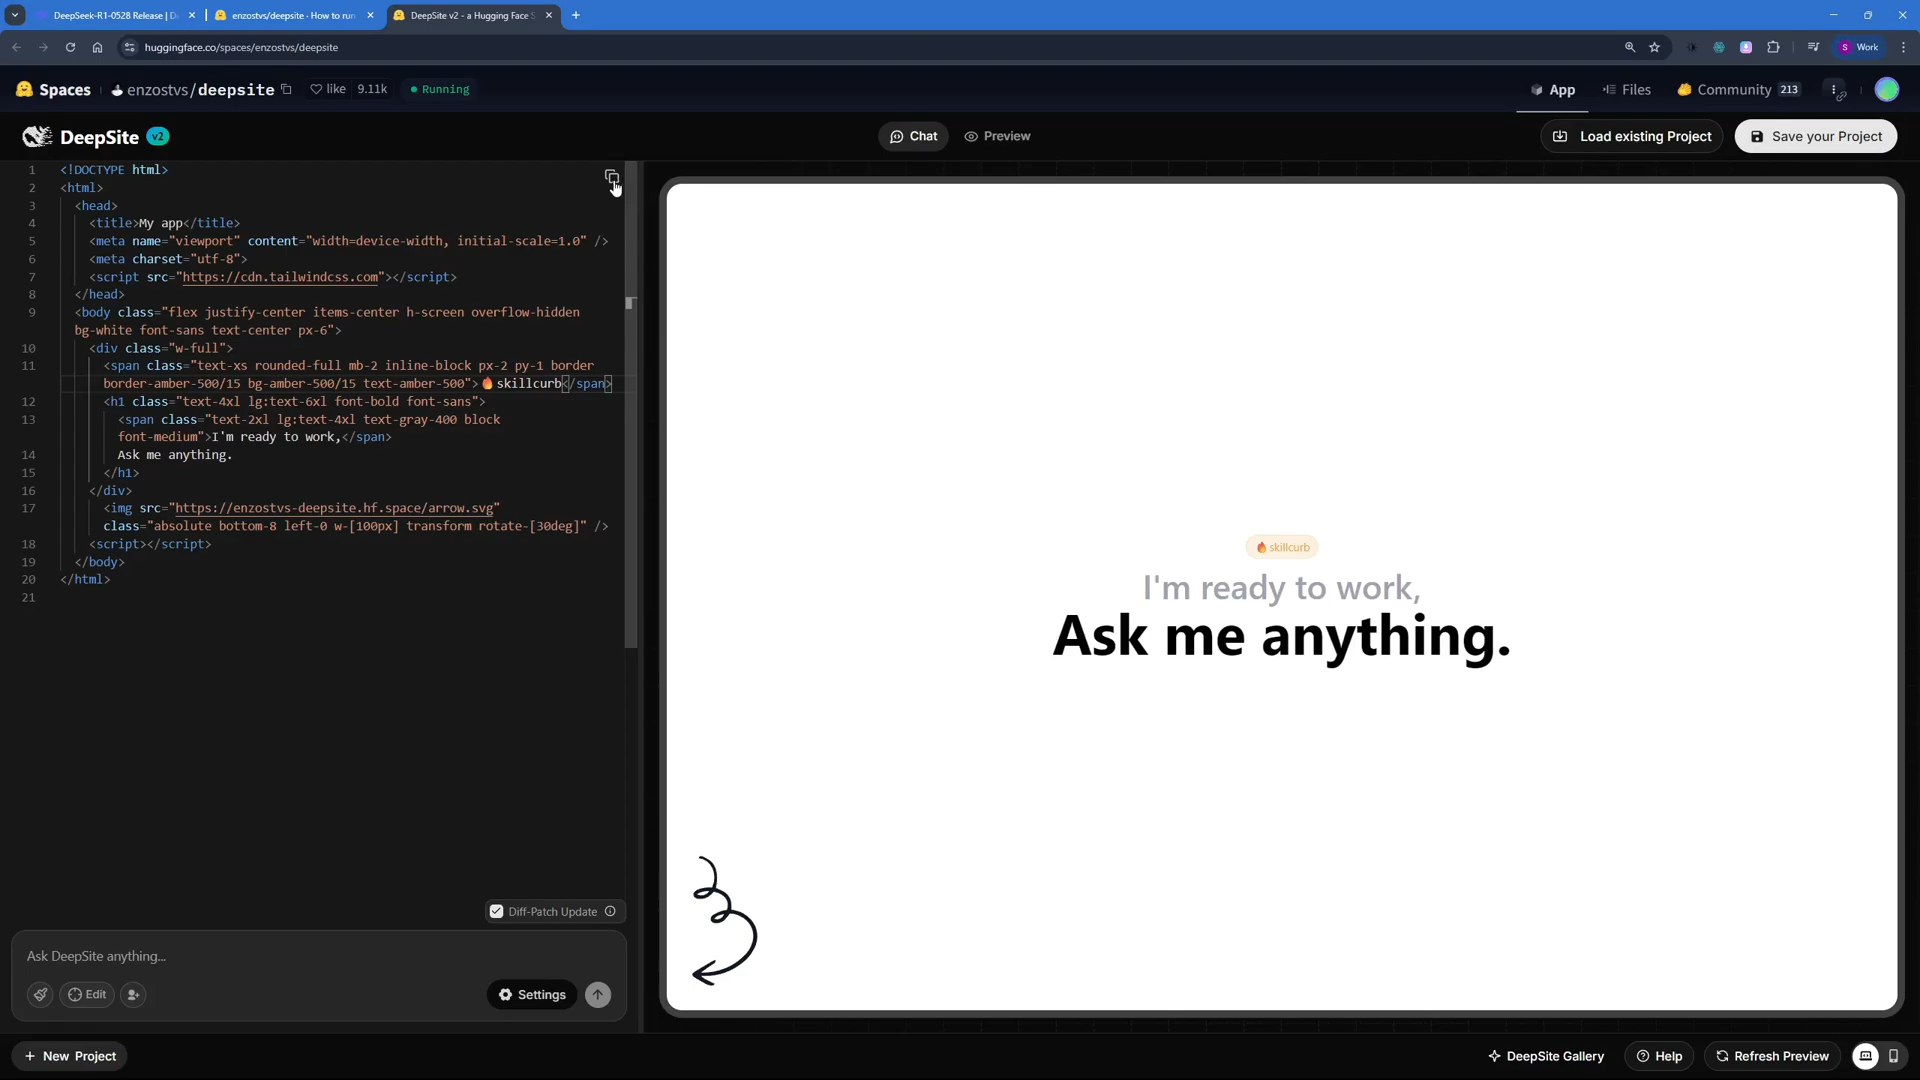 DeepSeek-R1-0528 Release | D
enzostvs/deepsite · How to run
DeepSite v2 - a Hugging Face S
huggingface.co/spaces/enzostvs/deepsite
S Work
Spaces enzostvs/deepsite like 9.11k Running
App Files Community 213
DeepSite v2
Chat Preview
Load existing Project Save your Project
1 <!DOCTYPE html>
2 <html>
3 <head>
4 <title>My app</title>
5 <meta name="viewport" content="width=device-width, initial-scale=1.0" />
6 <meta charset="utf-8">
7 <script src="https://cdn.tailwindcss.com"></script>
8 </head>
9 <body class="flex justify-center items-center h-screen overflow-hidden
bg-white font-sans text-center px-6">
10 <div class="w-full">
11 <span class="text-xs rounded-full mb-2 inline-block px-2 py-1 border
border-amber-500/15 bg-amber-500/15 text-amber-500">🔥skillcurb</span>
12 <h1 class="text-4xl lg:text-6xl font-bold font-sans">
13 <span class="text-2xl lg:text-4xl text-gray-400 block
font-medium">I'm ready to work,</span>
14 Ask me anything.
15 </h1>
16 </div>
17 <img src="https://enzostvs-deepsite.hf.space/arrow.svg"
class="absolute bottom-8 left-0 w-[100px] transform rotate-[30deg]" />
18 <script></script>
19 </body>
20 </html>
21
🔥skillcurb
I'm ready to work,
Ask me anything.
Diff-Patch Update
Ask DeepSite anything...
Edit
Settings
New Project
DeepSite Gallery Help Refresh Preview